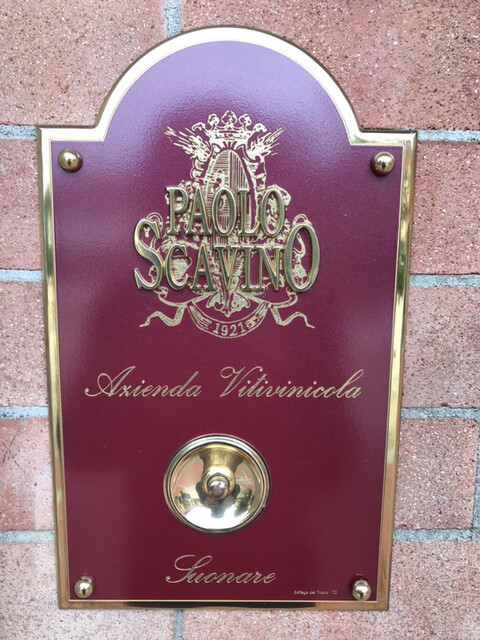 PAOLO
SCAVINO
1921
Azienda Vitivinicola
Suonare